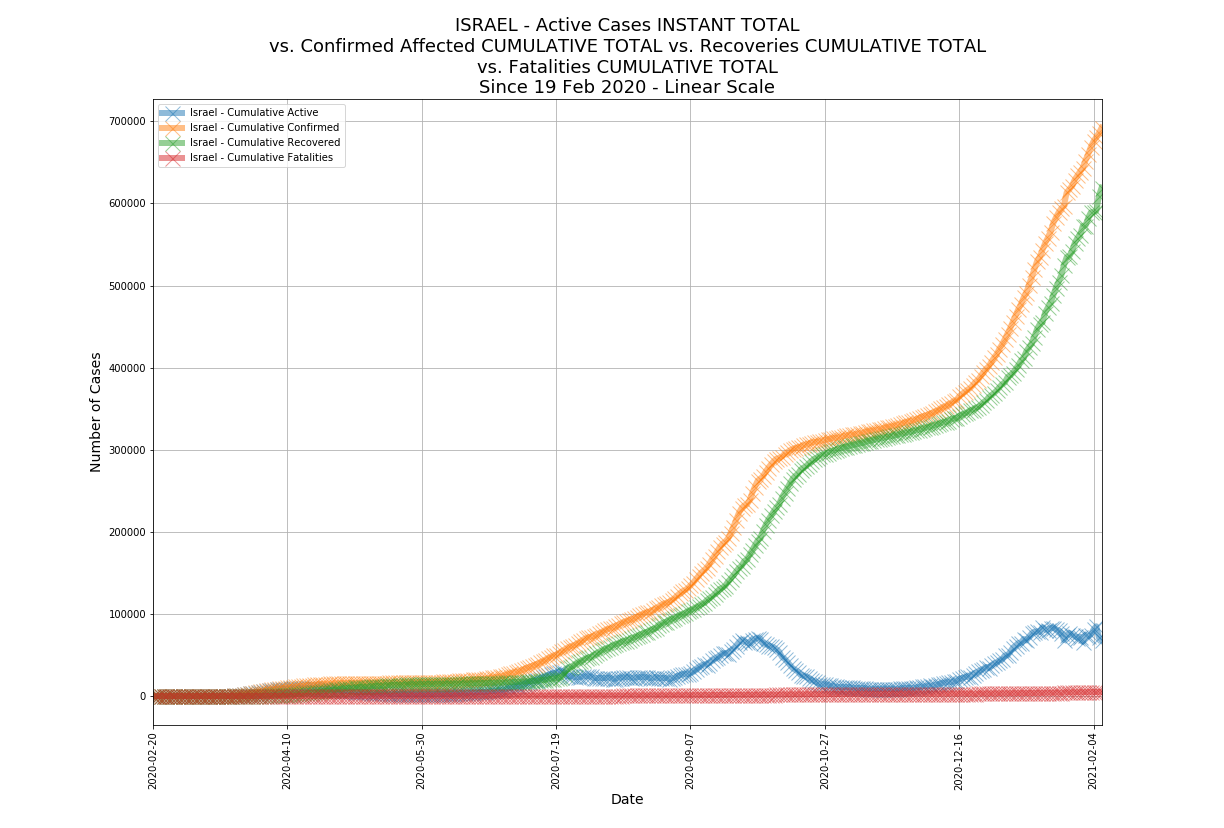 ISRAEL - Active Cases INSTANT TOTAL
vs. Confirmed Affected CUMULATIVE TOTAL vs. Recoveries CUMULATIVE TOTAL
vs. Fatalities CUMULATIVE TOTAL
Since 19 Feb 2020 - Linear Scale
Israel - Cumulative Active
Israel - Cumulative Confirmed
Israel - Cumulative Recovered
Israel - Cumulative Fatalities
Number of Cases
700000
600000
500000
400000
300000
200000
100000
0
2020-02-20
2020-04-10
2020-05-30
2020-07-19
2020-09-07
2020-10-27
2020-12-16
2021-02-04
Date